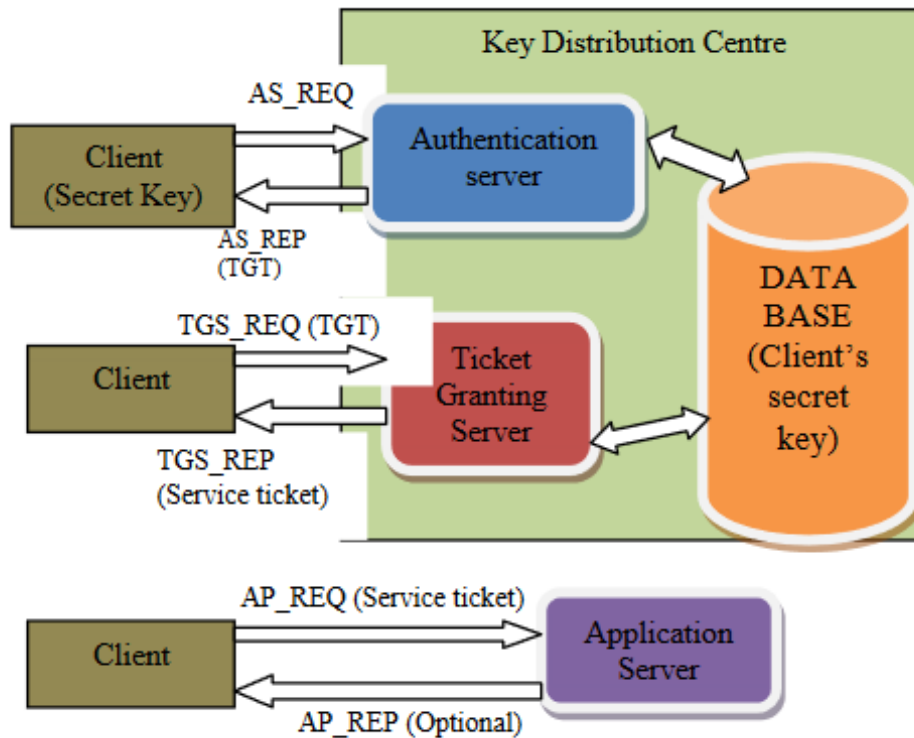 Key Distribution Centre
AS_REQ
Client
(Secret Key)
Authentication
server
AS_REP
(TGT)
DATA
BASE
(Client's
secret
key)
TGS_REQ (TGT)
Client
Ticket
Granting
Server
TGS_REP
(Service ticket)
AP_REQ (Service ticket)
Client
Application
Server
AP_REP (Optional)